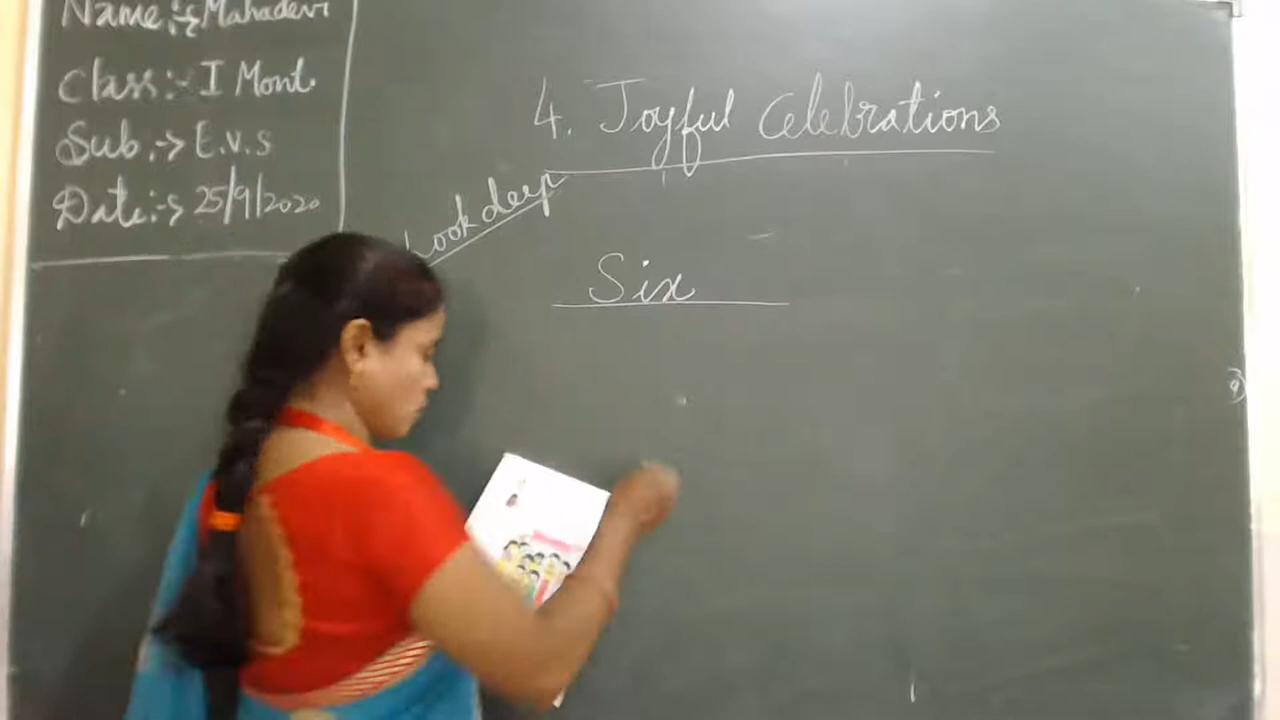 Name :- Mahadevi
Class :- I Mont.
Sub :-> E.V.S
Date :-> 25/9/2020
4. Joyful Celebrations
Look deep
Six